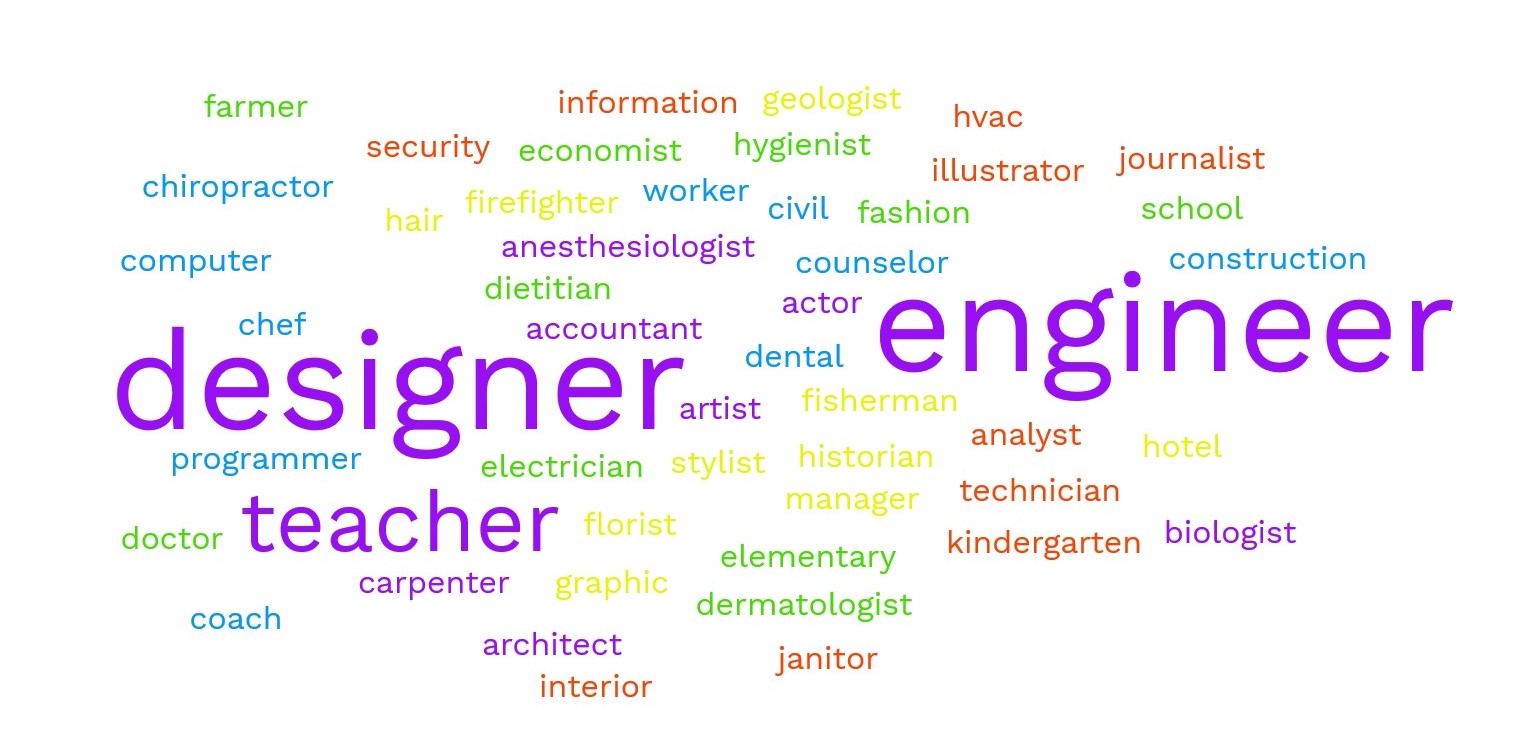 farmer
information
geologist
hvac
security
economist
hygienist
illustrator
journalist
chiropractor
hair
firefighter
worker
civil
fashion
school
computer
anesthesiologist
counselor
construction
dietitian
actor
engineer
chef
accountant
designer
dental
artist
fisherman
analyst
hotel
programmer
electrician
stylist
historian
manager
technician
teacher
doctor
florist
elementary
kindergarten
biologist
carpenter
graphic
dermatologist
coach
architect
janitor
interior